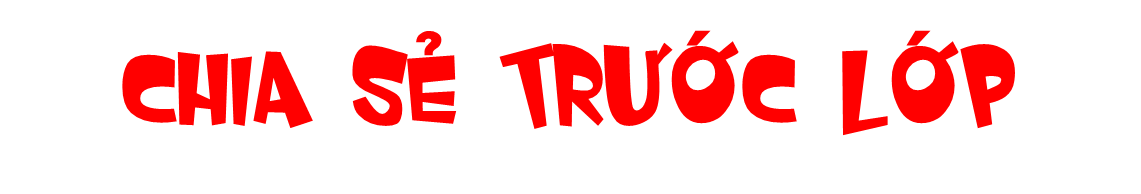 CHIA SẺ TRƯỚC LỚP